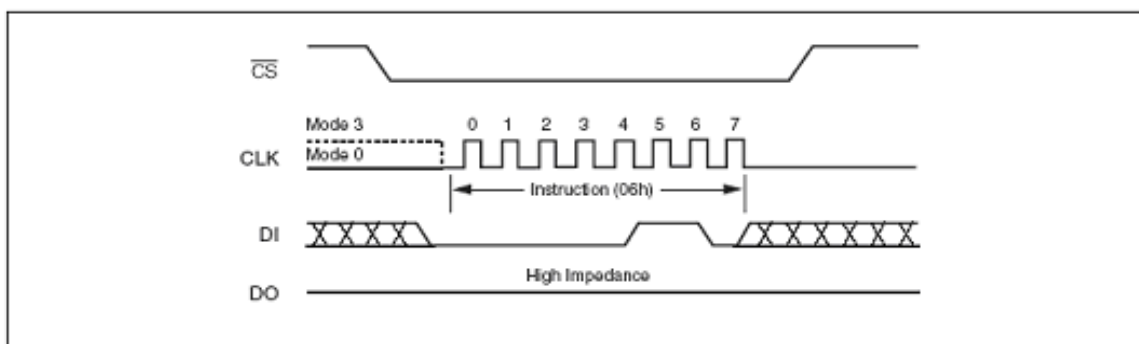 CS
Mode 3
0 1 2 3 4 5 6 7
CLK
Mode 0
Instruction (06h)
DI
High Impedance
DO